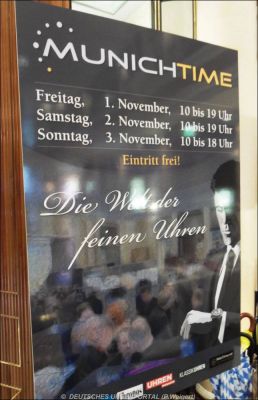 MUNICHTIME
Freitag, 1. November, 10 bis 19 Uhr
Samstag, 2. November, 10 bis 19 Uhr
Sonntag, 3. November, 10 bis 18 Uhr
Eintritt frei!
Die Welt der
feinen Uhren
UHREN
KLASSIKUHREN
© DEUTSCHES UHRENPORTAL (P.Weinert)